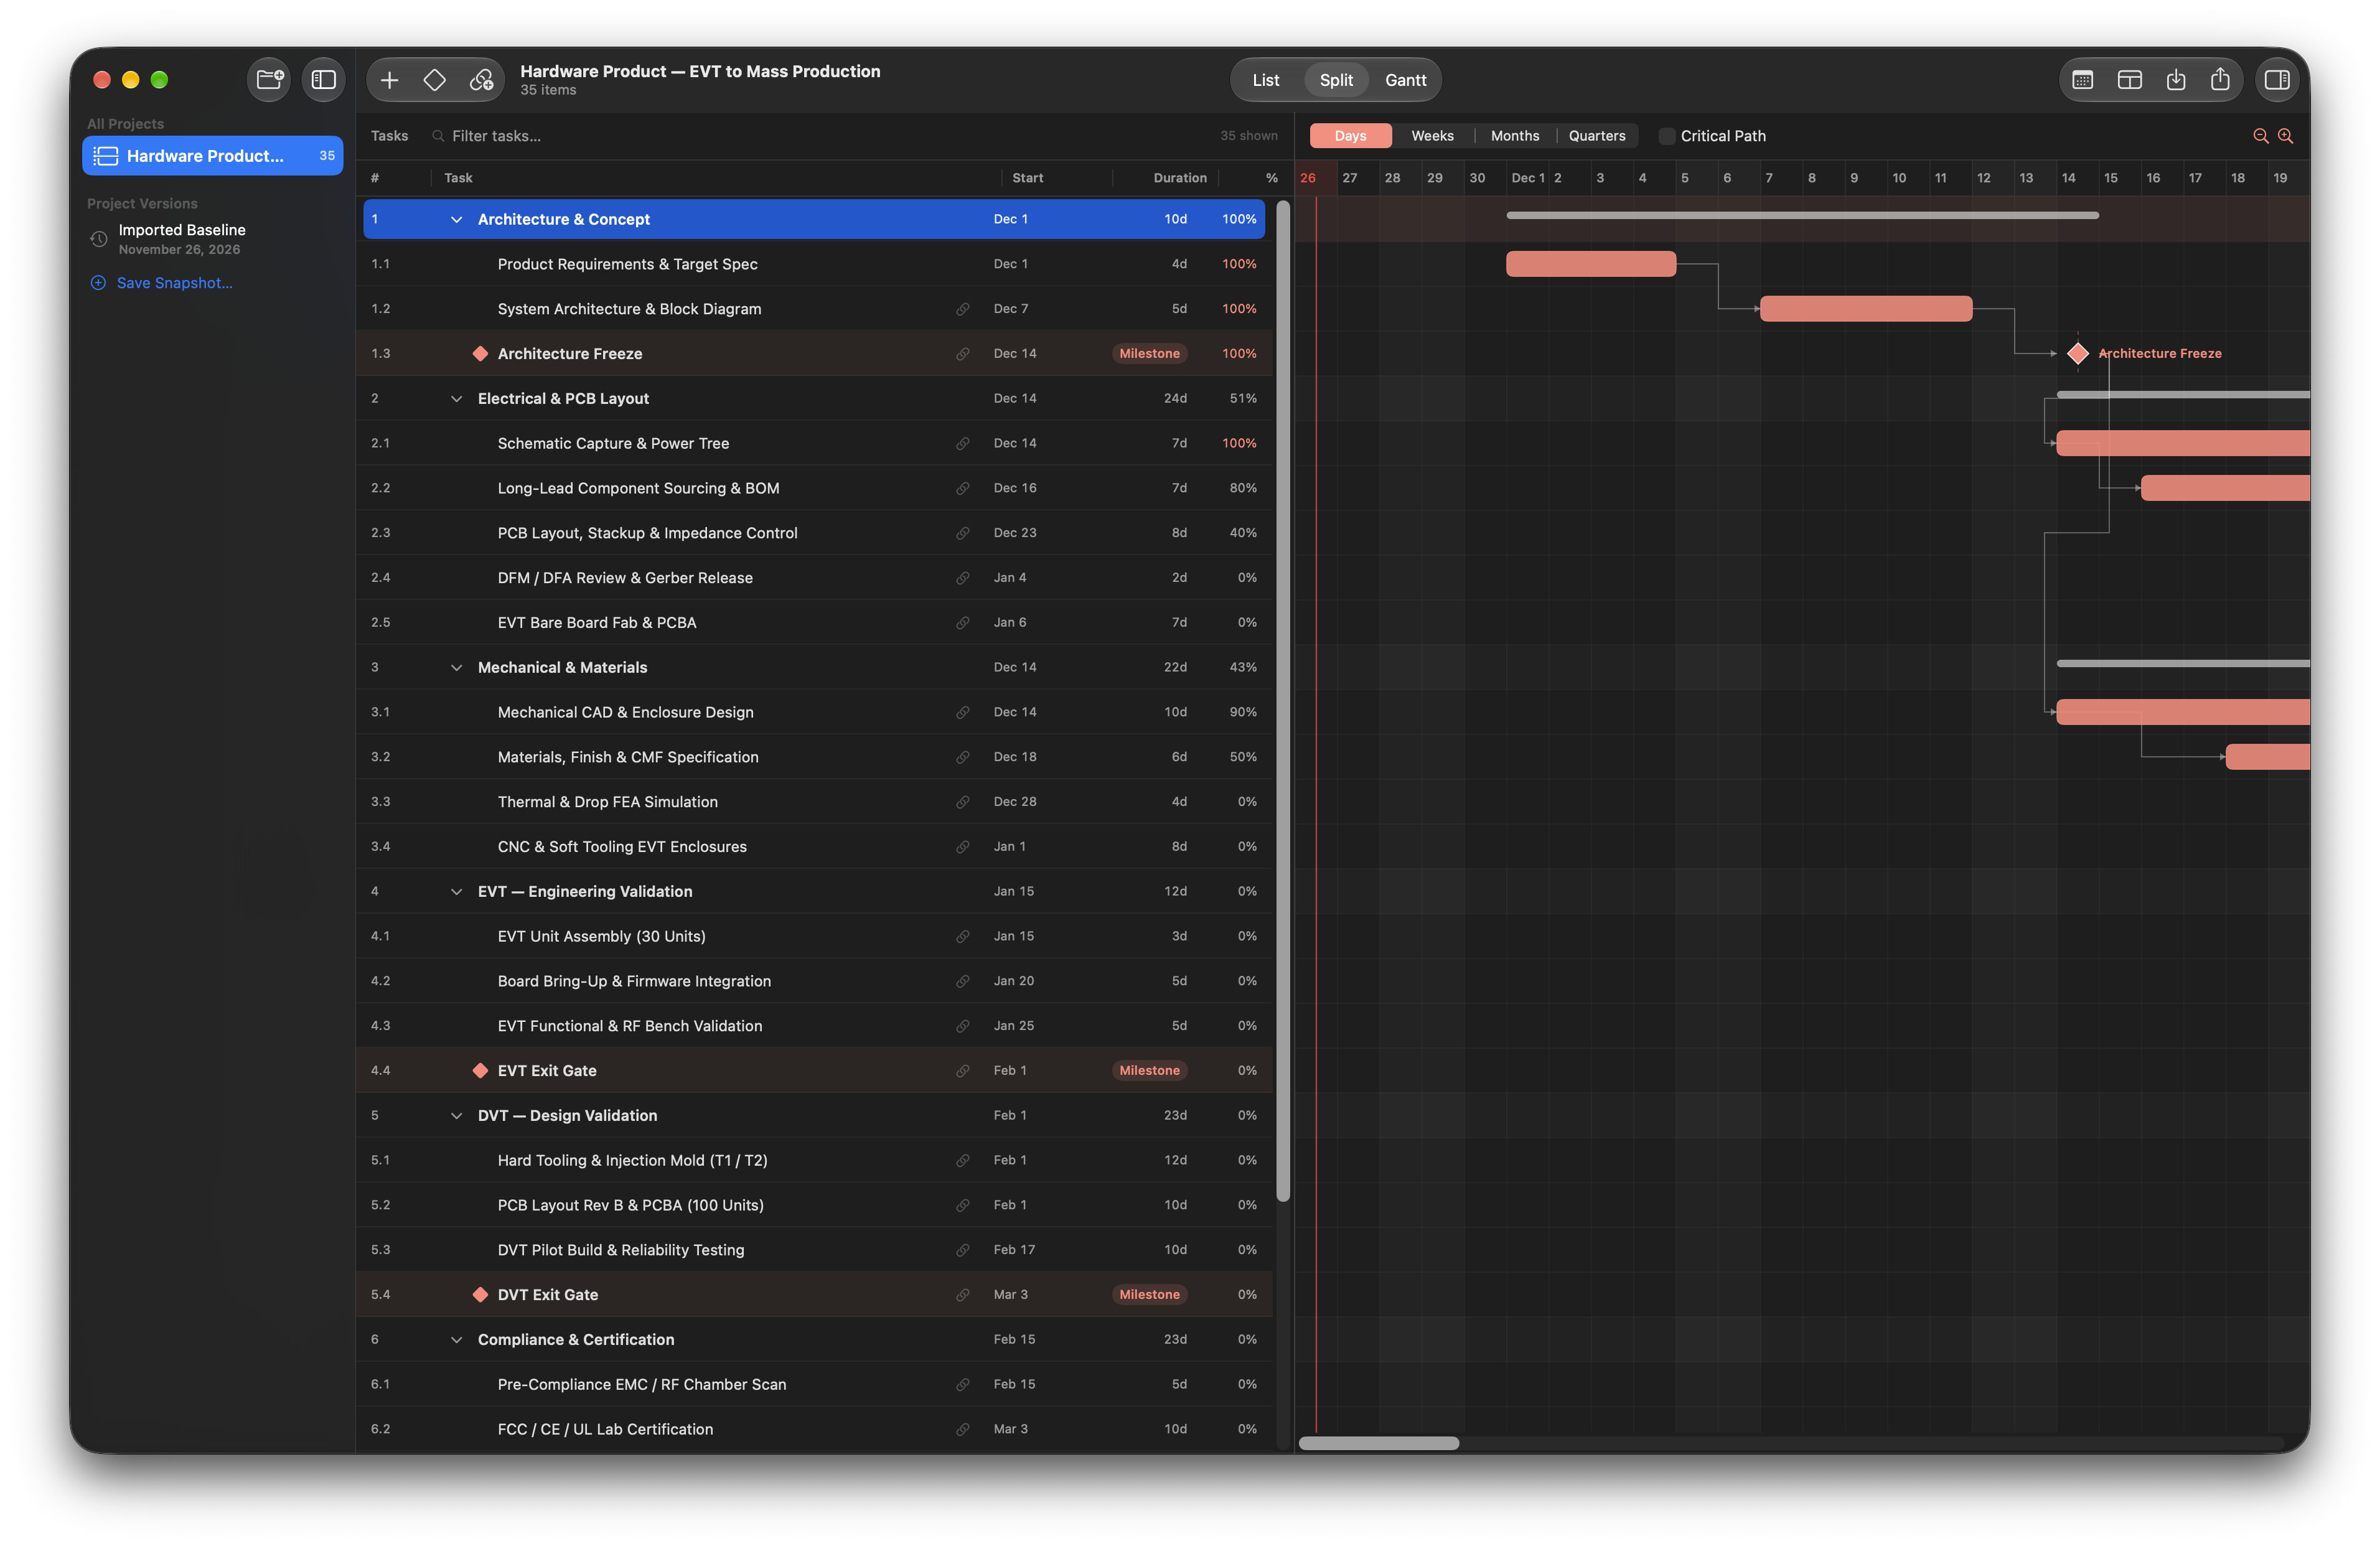 Hardware Product — EVT to Mass Production
35 items
List Split Gantt
All Projects
Hardware Product... 35
Project Versions
Imported Baseline
November 26, 2026
Save Snapshot...
Tasks Filter tasks... 35 shown
Days Weeks Months Quarters Critical Path
# Task Start Duration %
26 27 28 29 30 Dec 1 2 3 4 5 6 7 8 9 10 11 12 13 14 15 16 17 18 19
1 Architecture & Concept Dec 1 10d 100%
1.1 Product Requirements & Target Spec Dec 1 4d 100%
1.2 System Architecture & Block Diagram Dec 7 5d 100%
1.3 Architecture Freeze Dec 14 Milestone 100%
Architecture Freeze
2 Electrical & PCB Layout Dec 14 24d 51%
2.1 Schematic Capture & Power Tree Dec 14 7d 100%
2.2 Long-Lead Component Sourcing & BOM Dec 16 7d 80%
2.3 PCB Layout, Stackup & Impedance Control Dec 23 8d 40%
2.4 DFM / DFA Review & Gerber Release Jan 4 2d 0%
2.5 EVT Bare Board Fab & PCBA Jan 6 7d 0%
3 Mechanical & Materials Dec 14 22d 43%
3.1 Mechanical CAD & Enclosure Design Dec 14 10d 90%
3.2 Materials, Finish & CMF Specification Dec 18 6d 50%
3.3 Thermal & Drop FEA Simulation Dec 28 4d 0%
3.4 CNC & Soft Tooling EVT Enclosures Jan 1 8d 0%
4 EVT — Engineering Validation Jan 15 12d 0%
4.1 EVT Unit Assembly (30 Units) Jan 15 3d 0%
4.2 Board Bring-Up & Firmware Integration Jan 20 5d 0%
4.3 EVT Functional & RF Bench Validation Jan 25 5d 0%
4.4 EVT Exit Gate Feb 1 Milestone 0%
5 DVT — Design Validation Feb 1 23d 0%
5.1 Hard Tooling & Injection Mold (T1 / T2) Feb 1 12d 0%
5.2 PCB Layout Rev B & PCBA (100 Units) Feb 1 10d 0%
5.3 DVT Pilot Build & Reliability Testing Feb 17 10d 0%
5.4 DVT Exit Gate Mar 3 Milestone 0%
6 Compliance & Certification Feb 15 23d 0%
6.1 Pre-Compliance EMC / RF Chamber Scan Feb 15 5d 0%
6.2 FCC / CE / UL Lab Certification Mar 3 10d 0%